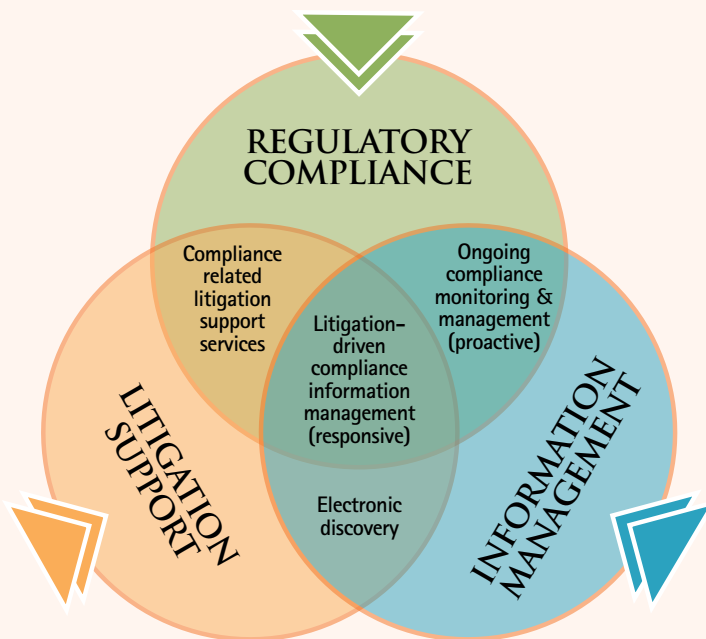 REGULATORY
COMPLIANCE
Compliance
related
litigation
support
services
Ongoing
compliance
monitoring &
management
(proactive)
Litigation-
driven
compliance
information
management
(responsive)
LITIGATION
SUPPORT
INFORMATION
MANAGEMENT
Electronic
discovery